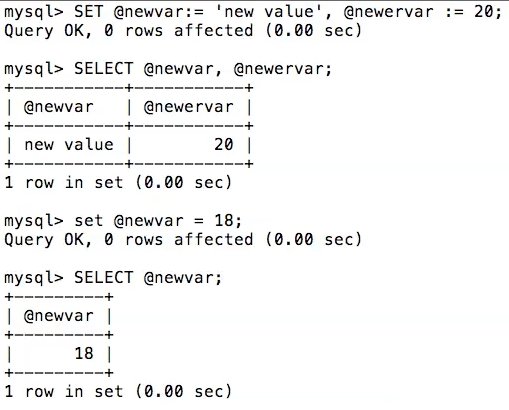 mysql> SET @newvar:= 'new value', @newervar := 20;
Query OK, 0 rows affected (0.00 sec)
mysql> SELECT @newvar, @newervar;
+-----------+-----------+
| @newvar   | @newervar |
+-----------+-----------+
| new value |        20 |
+-----------+-----------+
1 row in set (0.00 sec)
mysql> set @newvar = 18;
Query OK, 0 rows affected (0.00 sec)
mysql> SELECT @newvar;
+---------+
| @newvar |
+---------+
|      18 |
+---------+
1 row in set (0.00 sec)